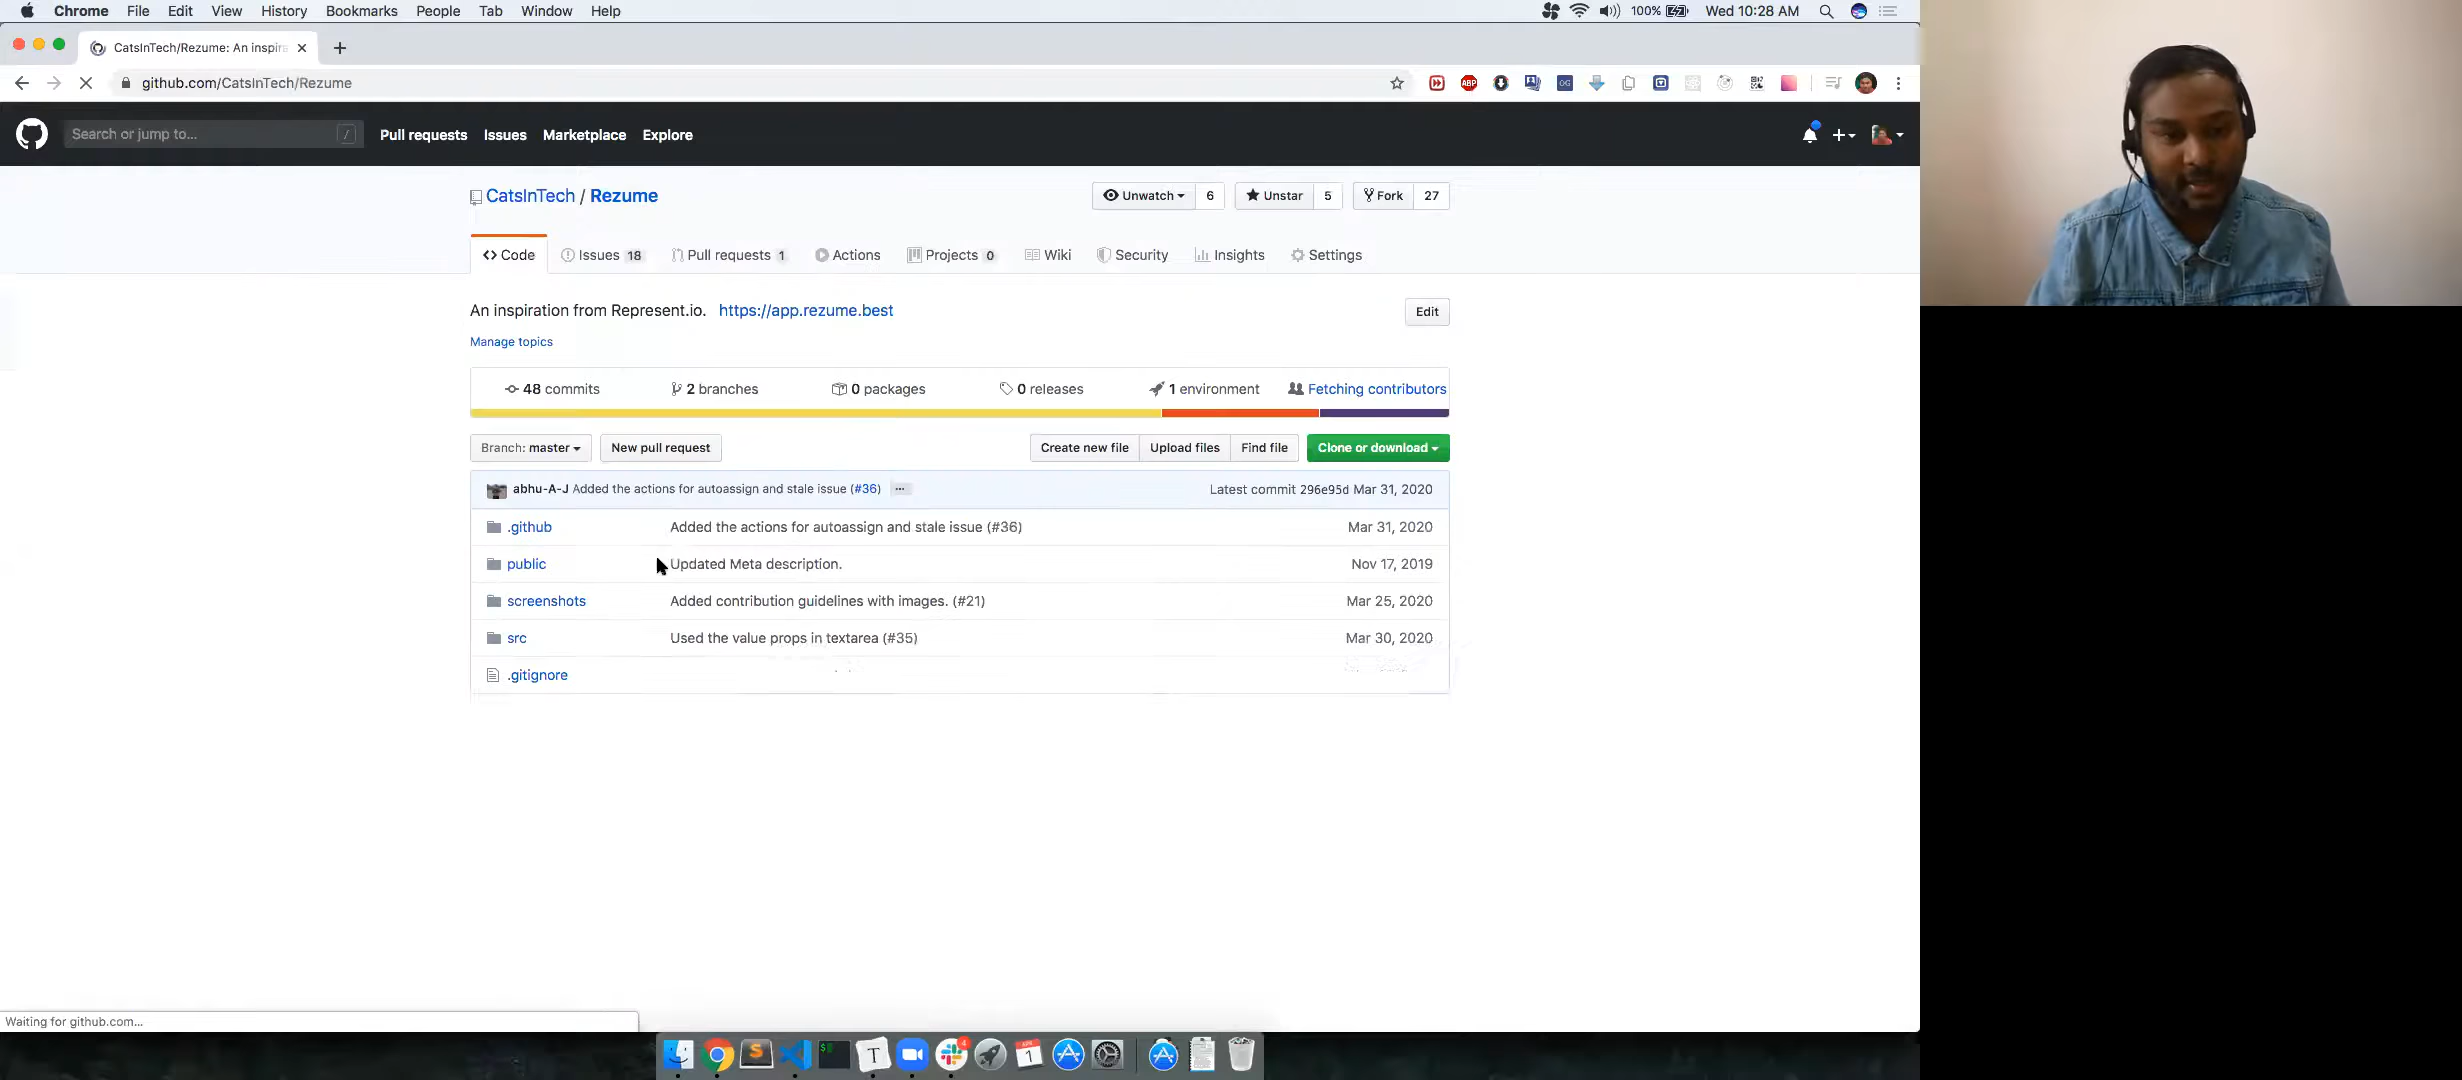 Chrome File Edit View History Bookmarks People Tab Window Help 100% Wed 10:28 AM
CatsInTech/Rezume: An inspir
github.com/CatsInTech/Rezume ABP
Search or jump to... / Pull requests Issues Marketplace Explore
CatsInTech / Rezume Unwatch 6 Unstar 5 Fork 27
Code Issues 18 Pull requests 1 Actions Projects 0 Wiki Security Insights Settings
An inspiration from Represent.io. https://app.rezume.best Edit
Manage topics
48 commits 2 branches 0 packages 0 releases 1 environment Fetching contributors
Branch: master New pull request Create new file Upload files Find file Clone or download
abhu-A-J Added the actions for autoassign and stale issue (#36) ... Latest commit 296e95d Mar 31, 2020
.github Added the actions for autoassign and stale issue (#36) Mar 31, 2020
public Updated Meta description. Nov 17, 2019
screenshots Added contribution guidelines with images. (#21) Mar 25, 2020
src Used the value props in textarea (#35) Mar 30, 2020
.gitignore
Waiting for github.com...